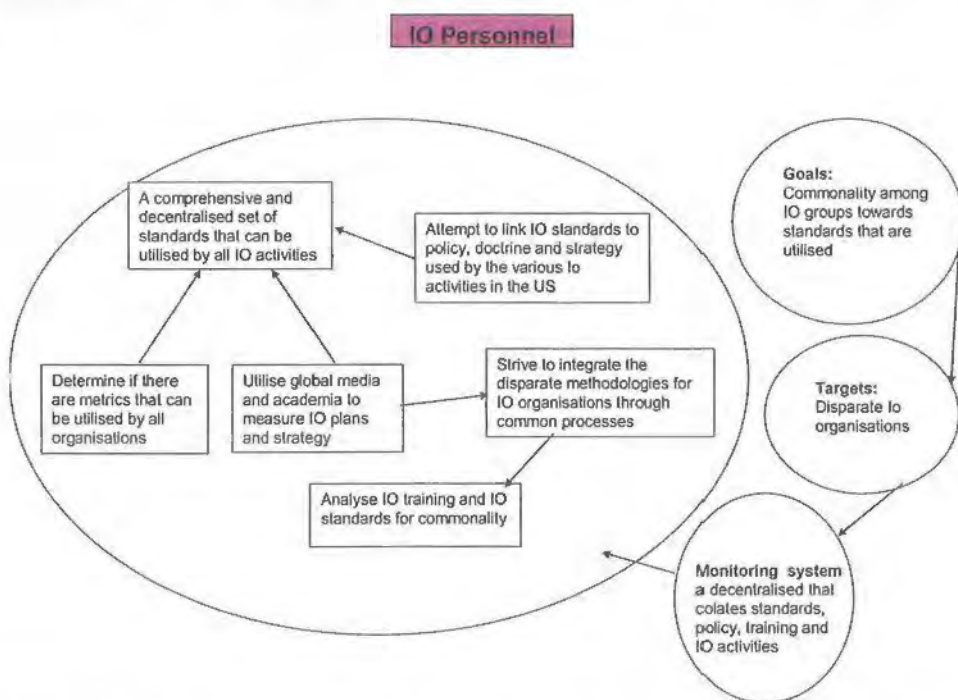 IO Personnel
A comprehensive and
decentralised set of
standards that can be
utilised by all IO activities
Attempt to link IO standards to
policy, doctrine and strategy
used by the various Io
activities in the US
Determine if there
are metrics that can
be utilised by all
organisations
Utilise global media
and academia to
measure IO plans
and strategy
Strive to integrate the
disparate methodologies for
IO organisations through
common processes
Analyse IO training and IO
standards for commonality
Goals:
Commonality among
IO groups towards
standards that are
utilised
Targets:
Disparate Io
organisations
Monitoring system
a decentralised that
colates standards,
policy, training and
IO activities